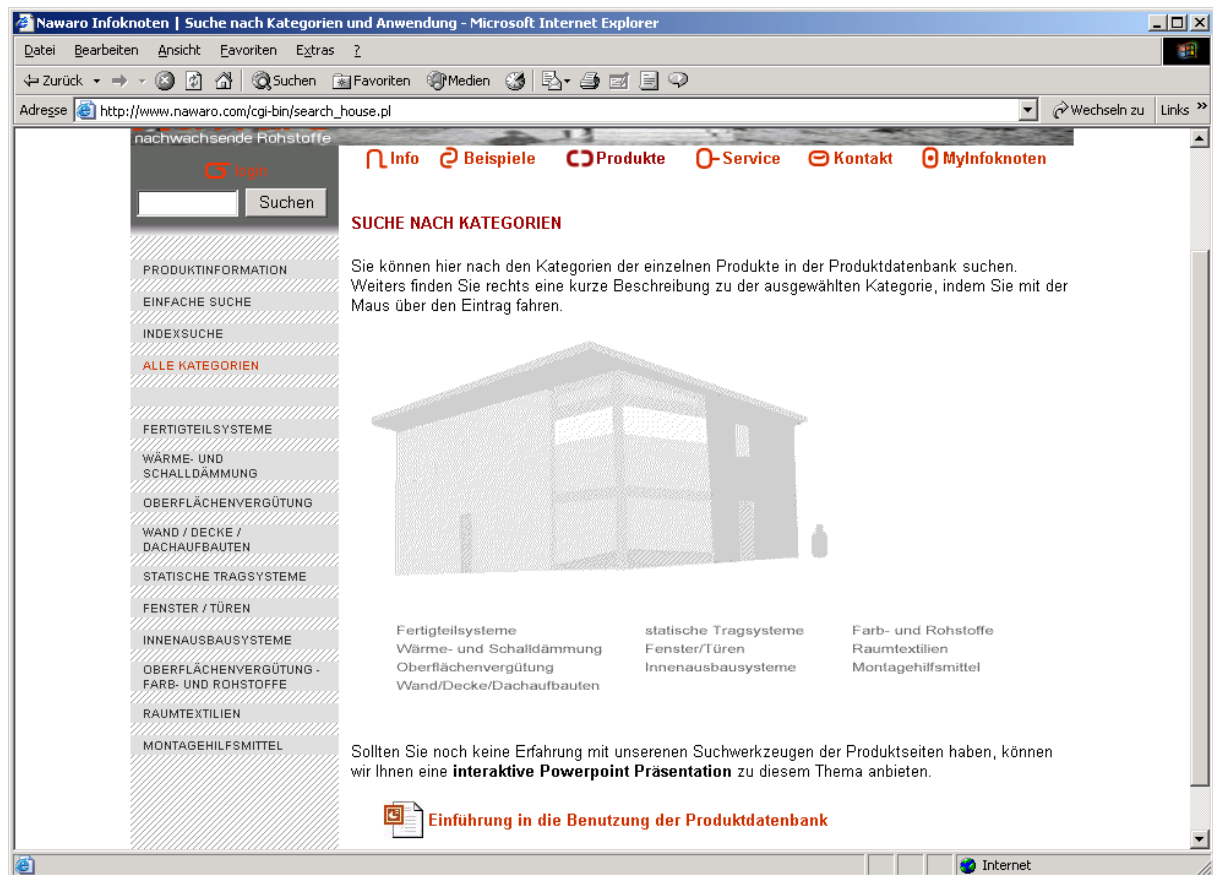 Nawaro Infoknoten | Suche nach Kategorien und Anwendung - Microsoft Internet Explorer
Datei Bearbeiten Ansicht Favoriten Extras ?
Zurück Suchen Favoriten Medien
Adresse http://www.nawaro.com/cgi-bin/search_house.pl Wechseln zu Links »
nachwachsende Rohstoffe
login
Suchen
Info Beispiele Produkte Service Kontakt MyInfoknoten
PRODUKTINFORMATION
EINFACHE SUCHE
INDEXSUCHE
ALLE KATEGORIEN
FERTIGTEILSYSTEME
WÄRME- UND
SCHALLDÄMMUNG
OBERFLÄCHENVERGÜTUNG
WAND / DECKE /
DACHAUFBAUTEN
STATISCHE TRAGSYSTEME
FENSTER / TÜREN
INNENAUSBAUSYSTEME
OBERFLÄCHENVERGÜTUNG -
FARB- UND ROHSTOFFE
RAUMTEXTILIEN
MONTAGEHILFSMITTEL
SUCHE NACH KATEGORIEN
Sie können hier nach den Kategorien der einzelnen Produkte in der Produktdatenbank suchen.
Weiters finden Sie rechts eine kurze Beschreibung zu der ausgewählten Kategorie, indem Sie mit der
Maus über den Eintrag fahren.
Fertigteilsysteme statische Tragsysteme Farb- und Rohstoffe
Wärme- und Schalldämmung Fenster/Türen Raumtextilien
Oberflächenvergütung Innenausbausysteme Montagehilfsmittel
Wand/Decke/Dachaufbauten
Sollten Sie noch keine Erfahrung mit unserenen Suchwerkzeugen der Produktseiten haben, können
wir Ihnen eine interaktive Powerpoint Präsentation zu diesem Thema anbieten.
Einführung in die Benutzung der Produktdatenbank
Internet